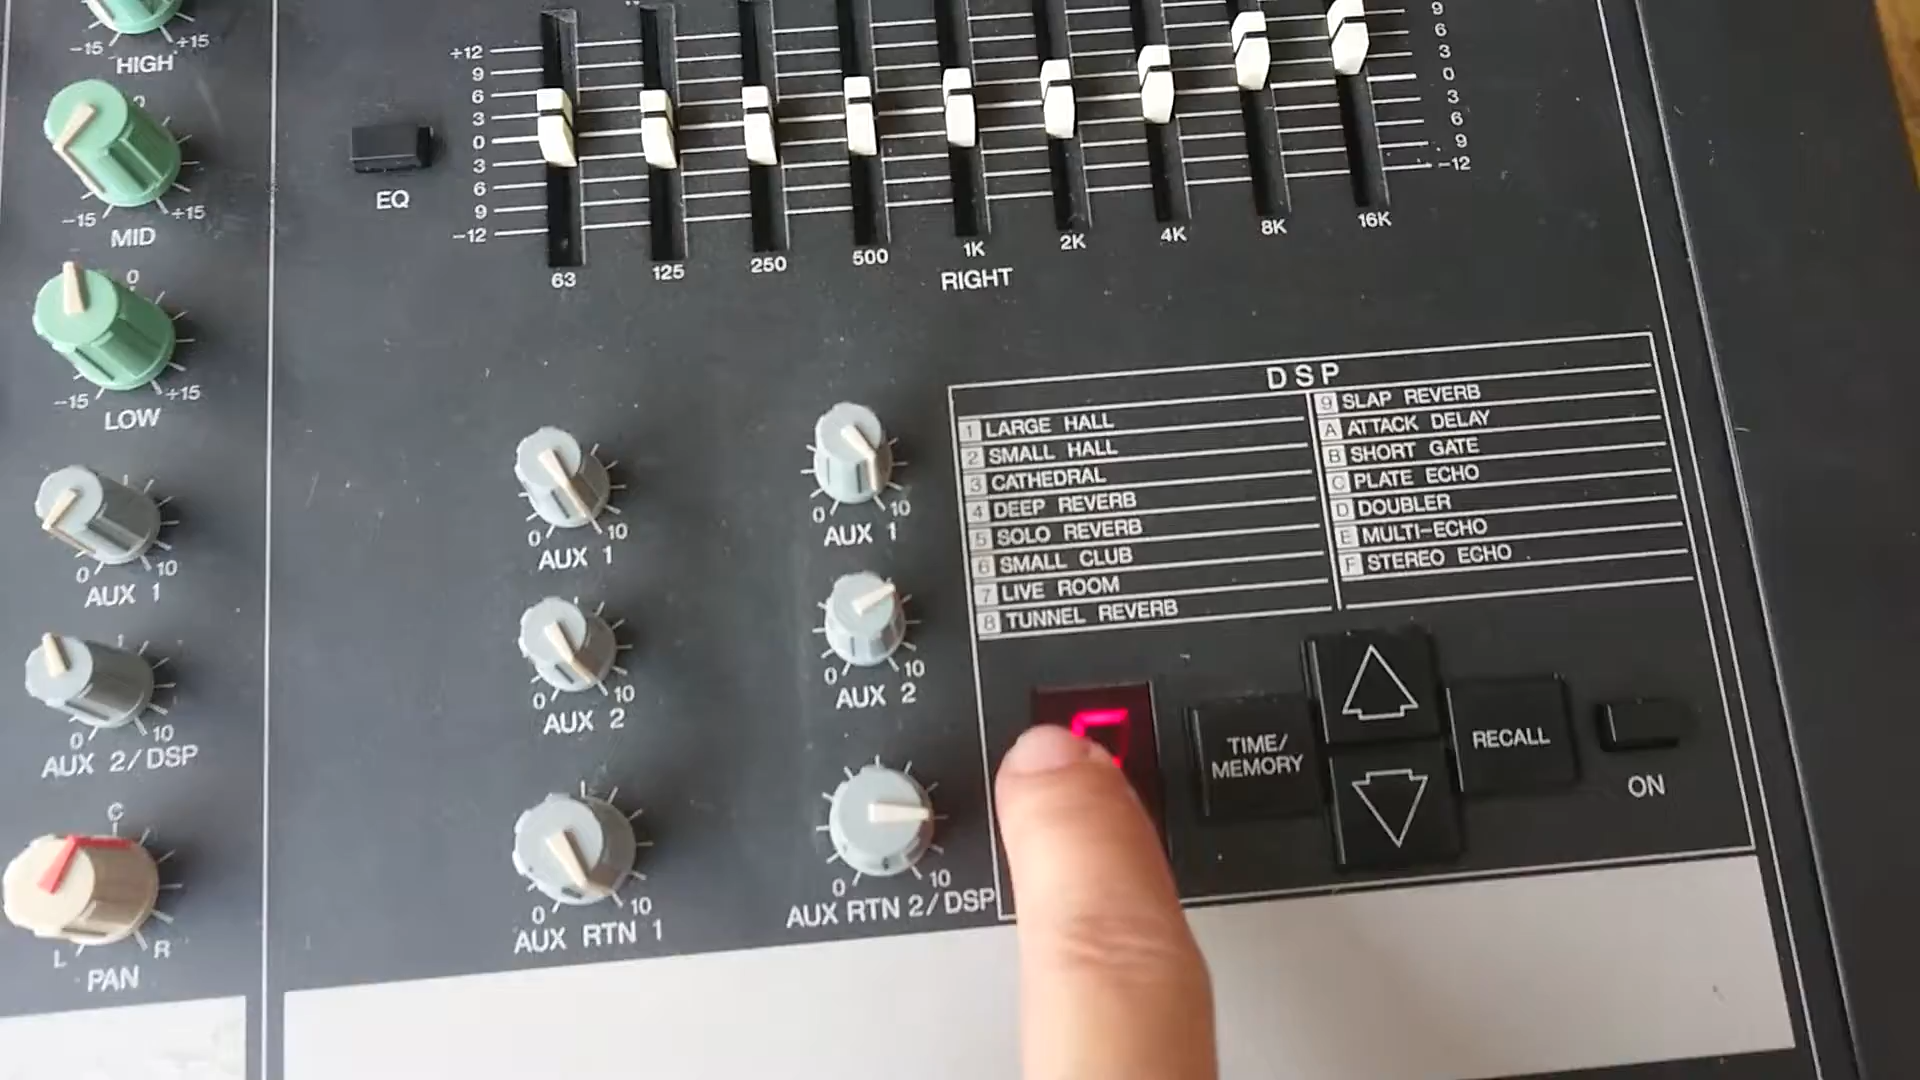 -15 +15
HIGH
0
-15 +15
MID
0
-15 +15
LOW
0 10
AUX 1
0 10
AUX 2/DSP
C
L R
PAN
EQ
+12
9
6
3
0
3
6
9
-12
9
6
3
0
3
6
9
-12
63 125 250 500 1K 2K 4K 8K 16K
RIGHT
0 10
AUX 1
0 10
AUX 2
0 10
AUX RTN 1
0 10
AUX 1
0 10
AUX 2
0 10
AUX RTN 2/DSP
DSP
1 LARGE HALL
2 SMALL HALL
3 CATHEDRAL
4 DEEP REVERB
5 SOLO REVERB
6 SMALL CLUB
7 LIVE ROOM
8 TUNNEL REVERB
9 SLAP REVERB
A ATTACK DELAY
B SHORT GATE
C PLATE ECHO
D DOUBLER
E MULTI-ECHO
F STEREO ECHO
TIME/
MEMORY
RECALL
ON